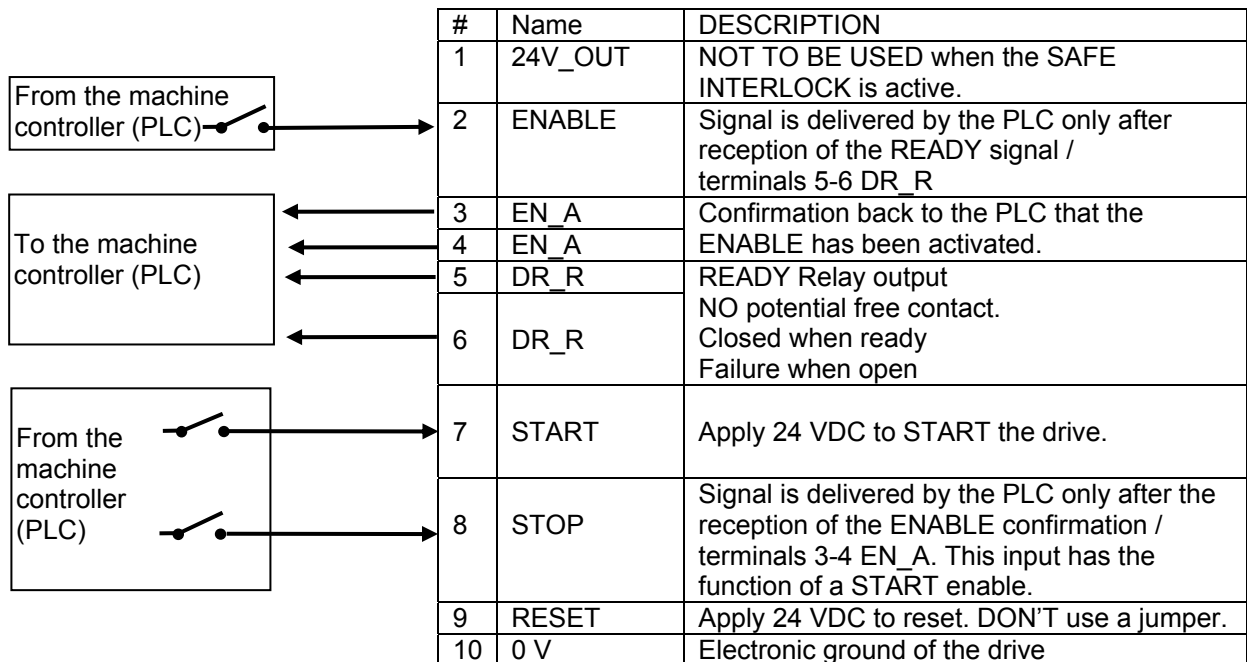 # Name DESCRIPTION
1 24V_OUT NOT TO BE USED when the SAFE
INTERLOCK is active.
From the machine
controller (PLC)
2 ENABLE Signal is delivered by the PLC only after
reception of the READY signal /
terminals 5-6 DR_R
To the machine
controller (PLC)
3 EN_A Confirmation back to the PLC that the
4 EN_A ENABLE has been activated.
5 DR_R READY Relay output
NO potential free contact.
6 DR_R Closed when ready
Failure when open
From the
machine
controller
(PLC)
7 START Apply 24 VDC to START the drive.
8 STOP Signal is delivered by the PLC only after the
reception of the ENABLE confirmation /
terminals 3-4 EN_A. This input has the
function of a START enable.
9 RESET Apply 24 VDC to reset. DON'T use a jumper.
10 0 V Electronic ground of the drive